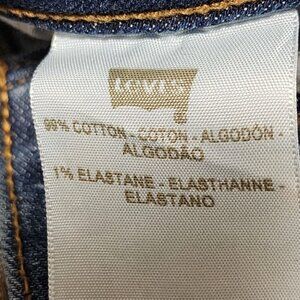 LEVI'S
99% COTTON - COTON - ALGODÓN -
ALGODÃO
1% ELASTANE - ELASTHANNE -
ELASTANO